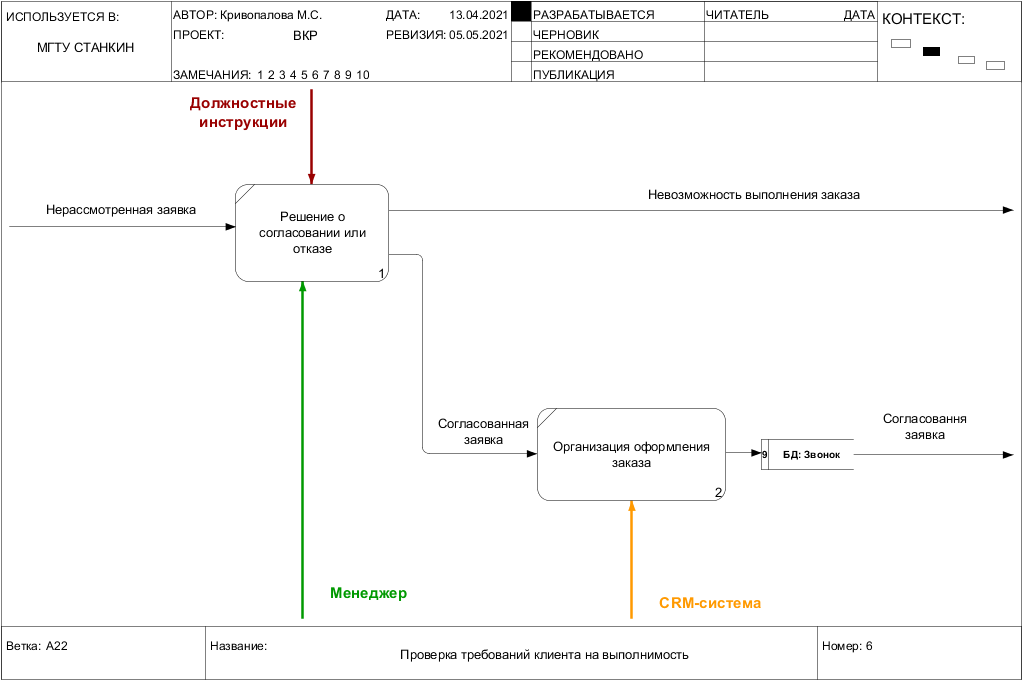 ИСПОЛЬЗУЕТСЯ В:
МГТУ СТАНКИН
АВТОР: Кривопалова М.С.
ДАТА: 13.04.2021
ПРОЕКТ: ВКР
РЕВИЗИЯ: 05.05.2021
ЗАМЕЧАНИЯ: 1 2 3 4 5 6 7 8 9 10
РАЗРАБАТЫВАЕТСЯ
ЧЕРНОВИК
РЕКОМЕНДОВАНО
ПУБЛИКАЦИЯ
ЧИТАТЕЛЬ ДАТА
КОНТЕКСТ:
Должностные
инструкции
Нерассмотренная заявка
Решение о
согласовании или
отказе
1
Невозможность выполнения заказа
Согласованная
заявка
Организация оформления
заказа
2
9 БД: Звонок
Согласовання
заявка
Менеджер
CRM-система
Ветка: A22
Название:
Проверка требований клиента на выполнимость
Номер: 6